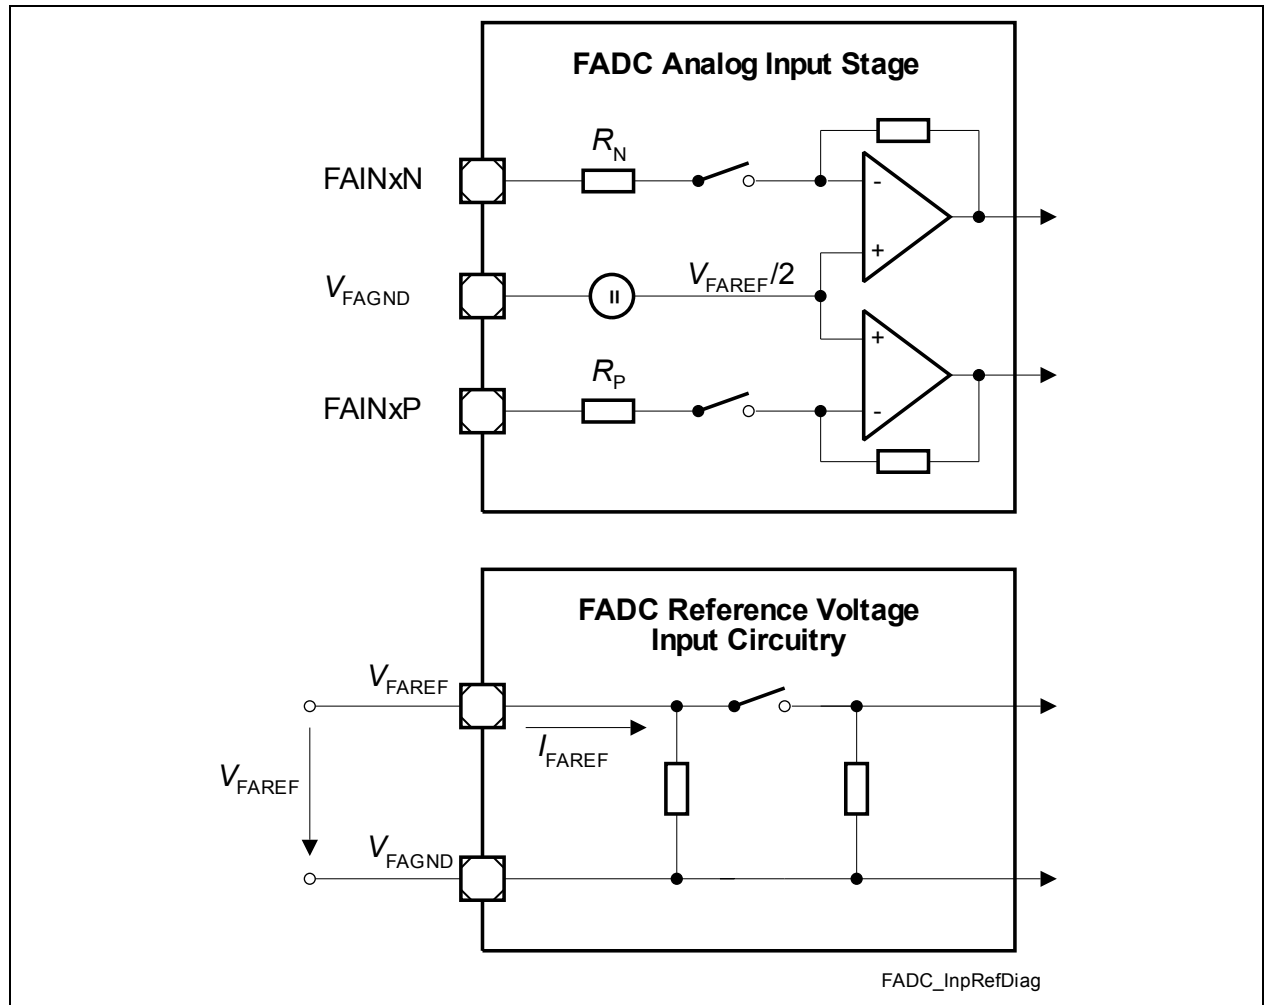 FADC Analog Input Stage
R_N
FAINxN
-
+
V_FAGND
=
V_FAREF/2
+
R_P
FAINxP
-
FADC Reference Voltage
Input Circuitry
V_FAREF
I_FAREF
V_FAREF
V_FAGND
FADC_InpRefDiag